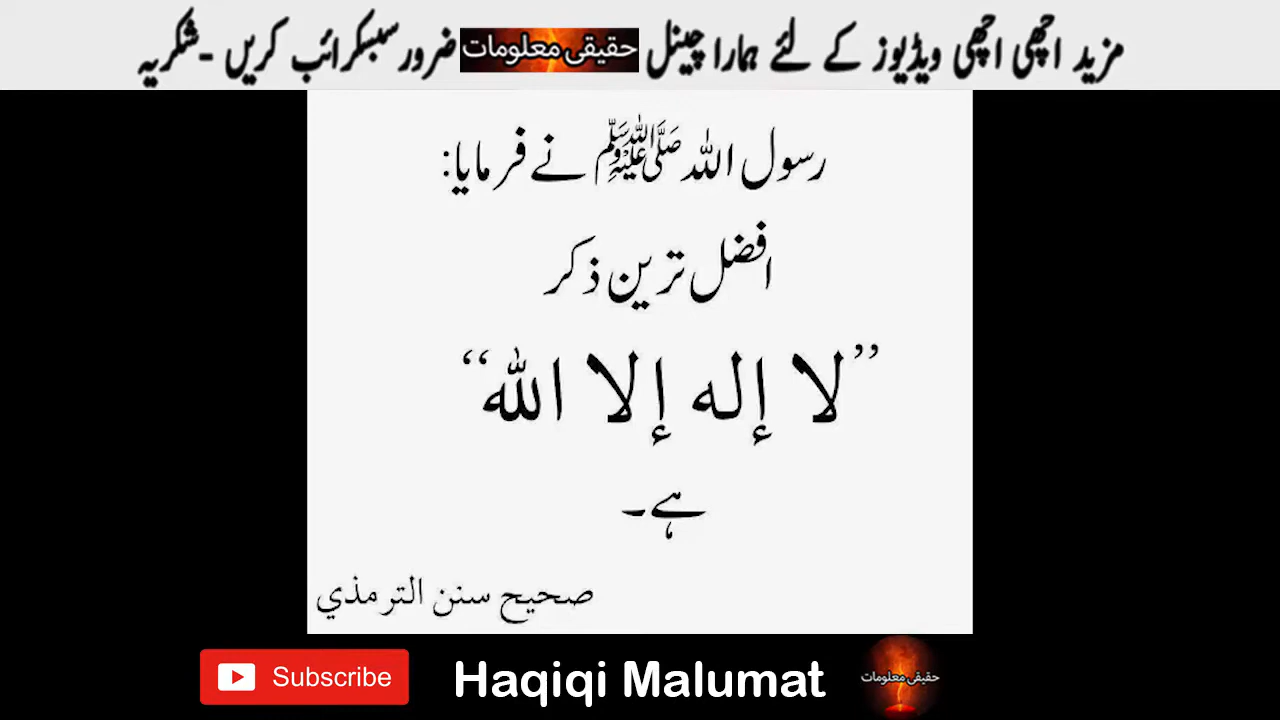 مزید اچھی اچھی ویڈیوز کے لئے ہمارا چینل حقیقی معلومات ضرور سبسکرائب کریں - شکریہ
رسول اللہ ﷺ نے فرمایا:
افضل ترین ذکر
”لا إله إلا الله“
ہے۔
صحيح سنن الترمذي
Subscribe
Haqiqi Malumat
حقیقی معلومات